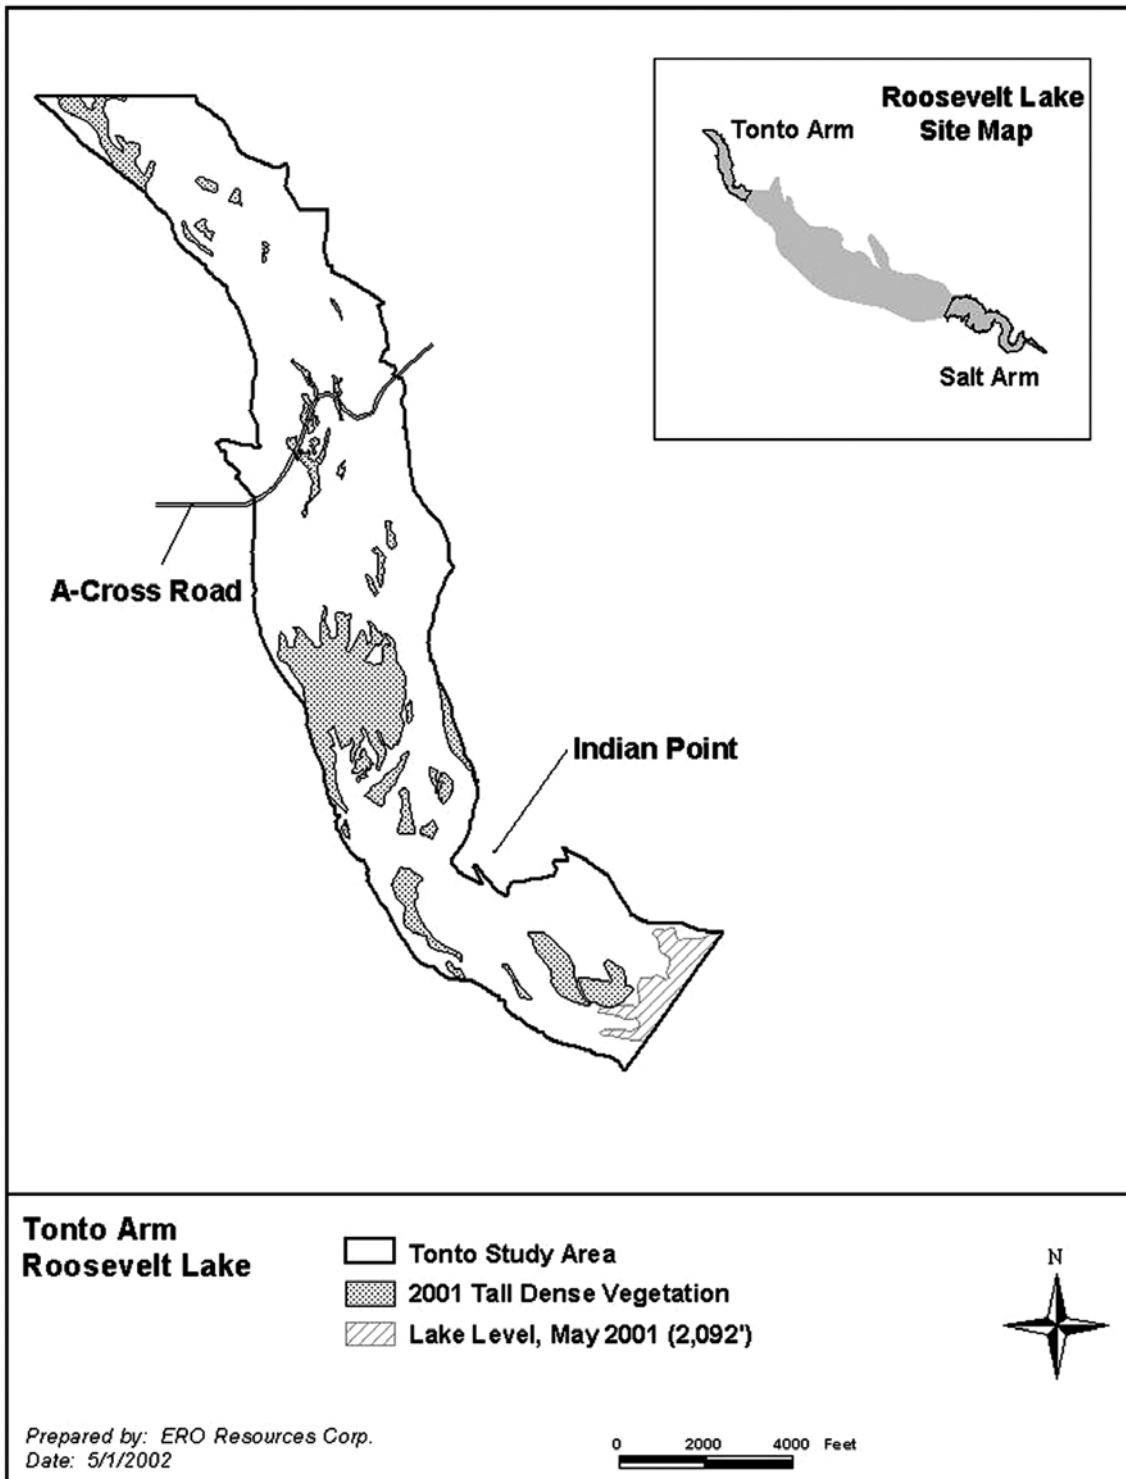 Roosevelt Lake
Site Map
Tonto Arm
Salt Arm
A-Cross Road
Indian Point
Tonto Arm
Roosevelt Lake
Tonto Study Area
2001 Tall Dense Vegetation
Lake Level, May 2001 (2,092')
N
Prepared by: ERO Resources Corp.
Date: 5/1/2002
0 2000 4000 Feet